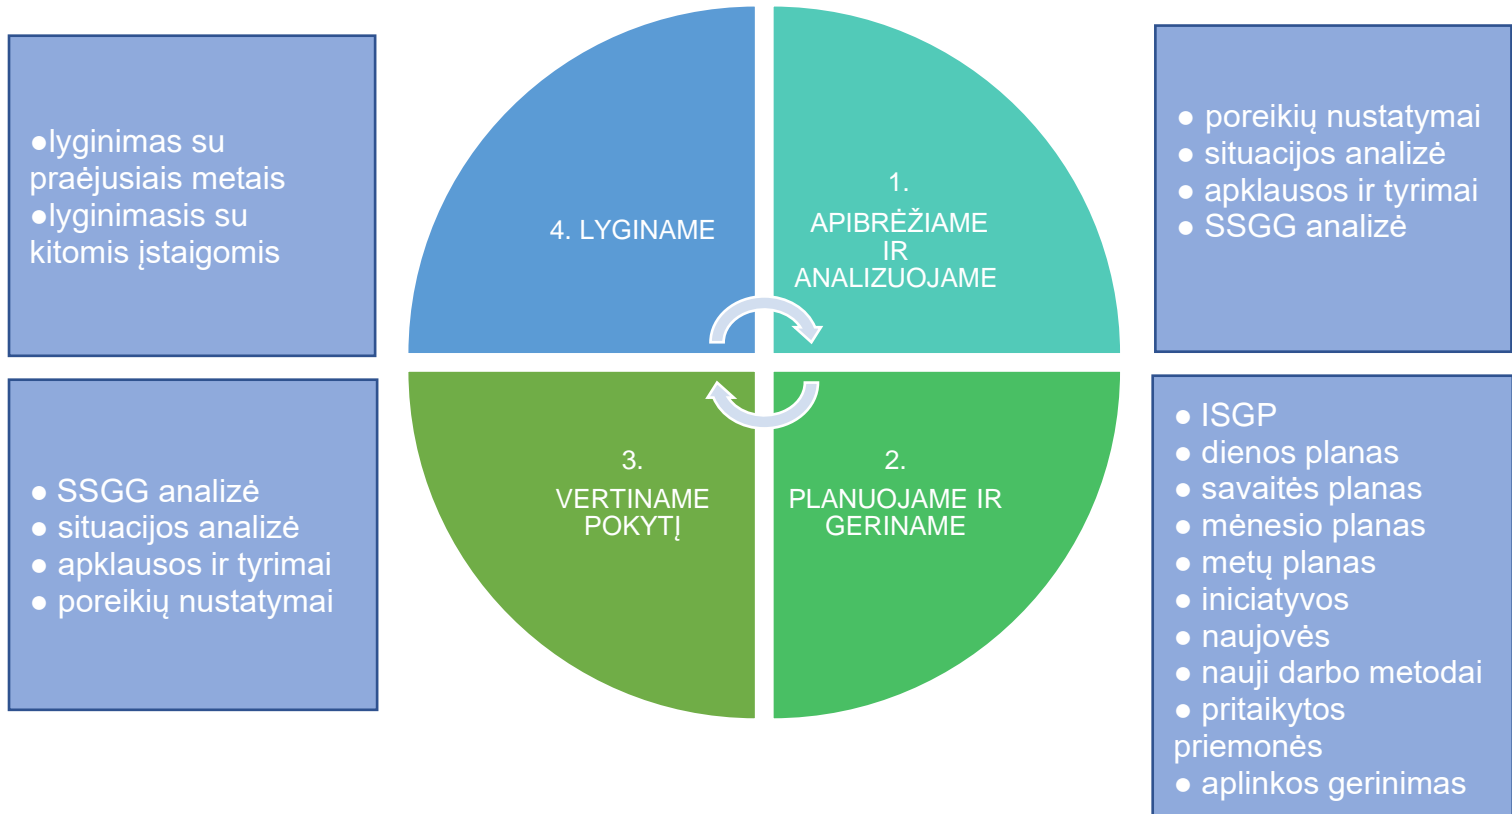 ●lyginimas su
praėjusiais metais
●lyginimasis su
kitomis įstaigomis
4. LYGINAME
1.
APIBRĖŽIAME
IR
ANALIZUOJAME
● poreikių nustatymai
● situacijos analizė
● apklausos ir tyrimai
● SSGG analizė
● SSGG analizė
● situacijos analizė
● apklausos ir tyrimai
● poreikių nustatymai
3.
VERTINAME
POKYTĮ
2.
PLANUOJAME IR
GERINAME
● ISGP
● dienos planas
● savaitės planas
● mėnesio planas
● metų planas
● iniciatyvos
● naujovės
● nauji darbo metodai
● pritaikytos
priemonės
● aplinkos gerinimas